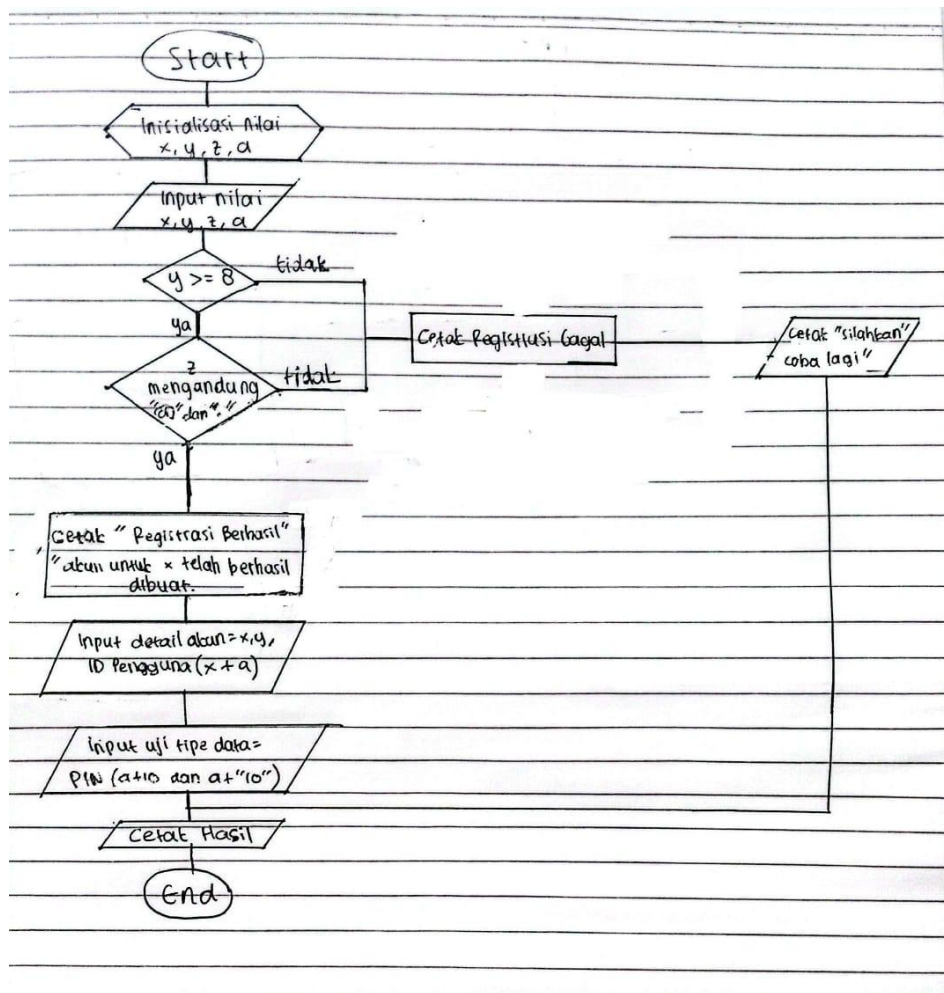 Start
Inisialisasi nilai
x, y, z, a
Input nilai
x, y, z, a
y >= 8
tidak
ya
z
mengandung
"@" dan "."
tidak
ya
Cetak Registrasi Gagal
Cetak "silahkan"
coba lagi"
Cetak "Registrasi Berhasil"
"akun untuk x telah berhasil
dibuat.
Input detail akun = x, y,
ID Pengguna (x + a)
input uji tipe data =
PIN (a+10 dan a+"10")
Cetak Hasil
End